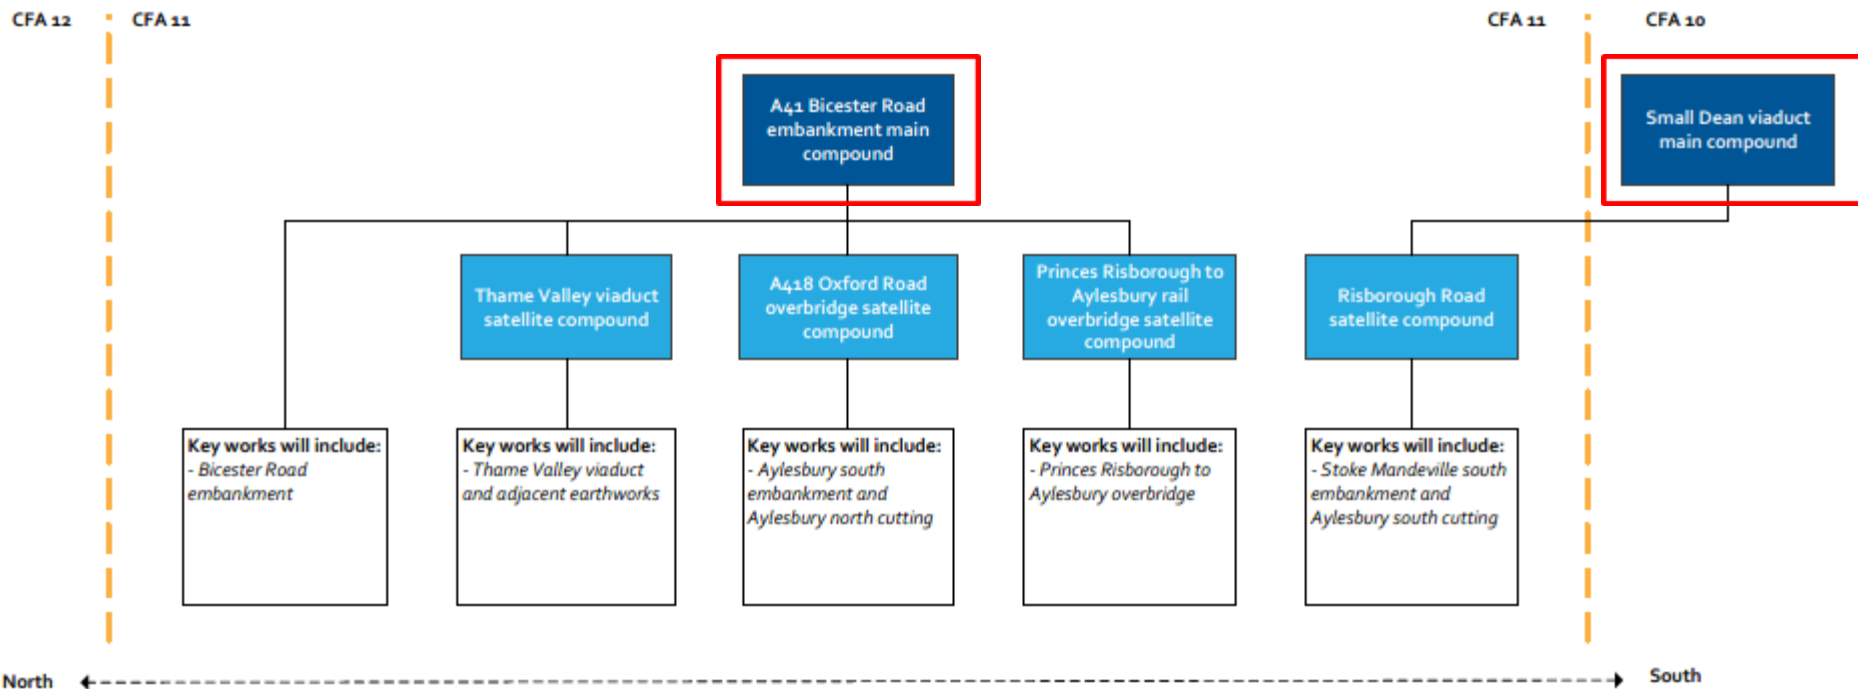 CFA 12
CFA 11
CFA 11
CFA 10
A41 Bicester Road
embankment main
compound
Small Dean viaduct
main compound
Thame Valley viaduct
satellite compound
A418 Oxford Road
overbridge satellite
compound
Princes Risborough to
Aylesbury rail
overbridge satellite
compound
Risborough Road
satellite compound
Key works will include:
- Bicester Road
embankment
Key works will include:
- Thame Valley viaduct
and adjacent earthworks
Key works will include:
- Aylesbury south
embankment and
Aylesbury north cutting
Key works will include:
- Princes Risborough to
Aylesbury overbridge
Key works will include:
- Stoke Mandeville south
embankment and
Aylesbury south cutting
North
South